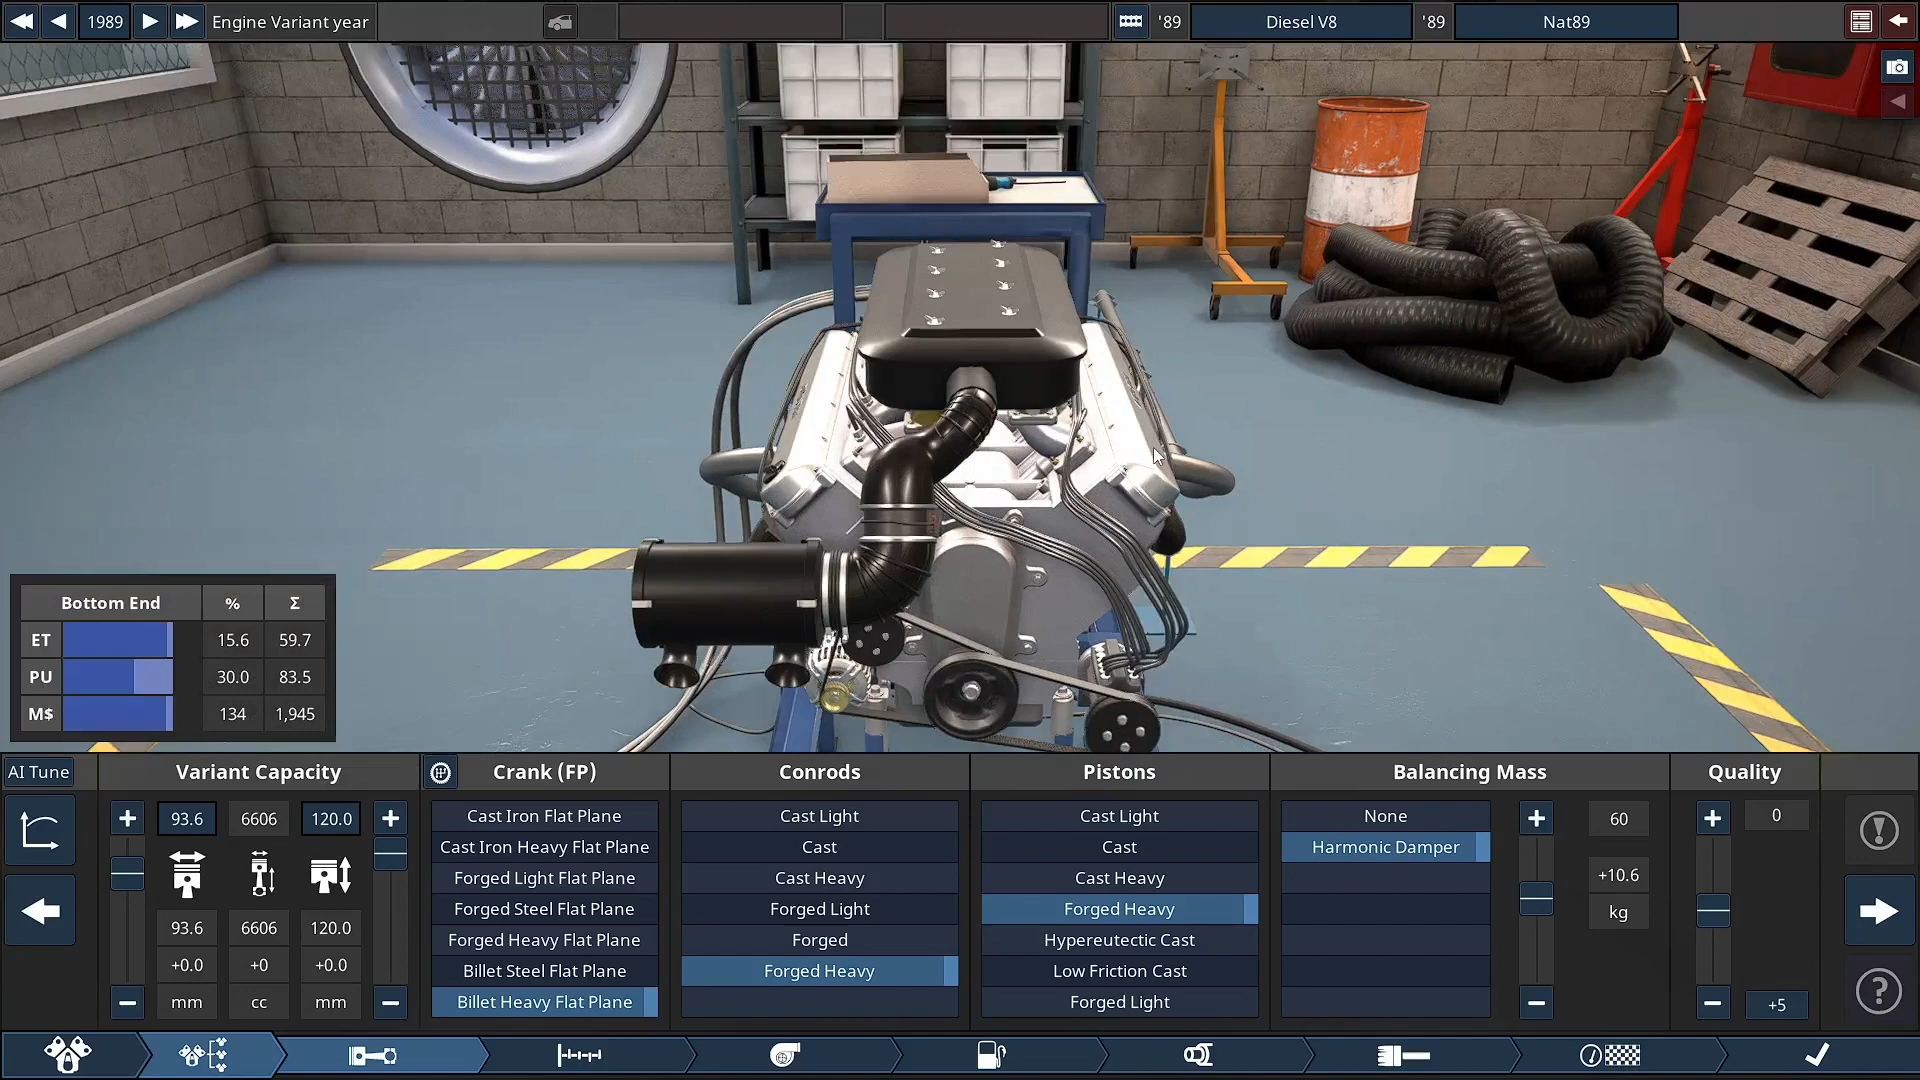 1989 Engine Variant year '89 Diesel V8 '89 Nat89
Bottom End % Σ
ET 15.6 59.7
PU 30.0 83.5
M$ 134 1,945
AI Tune Variant Capacity Crank (FP) Conrods Pistons Balancing Mass Quality
93.6 6606 120.0
93.6 6606 120.0
+0.0 +0 +0.0
mm cc mm
Cast Iron Flat Plane
Cast Iron Heavy Flat Plane
Forged Light Flat Plane
Forged Steel Flat Plane
Forged Heavy Flat Plane
Billet Steel Flat Plane
Billet Heavy Flat Plane
Cast Light
Cast
Cast Heavy
Forged Light
Forged
Forged Heavy
Cast Light
Cast
Cast Heavy
Forged Heavy
Hypereutectic Cast
Low Friction Cast
Forged Light
None
Harmonic Damper
60
+10.6
kg
0
+5